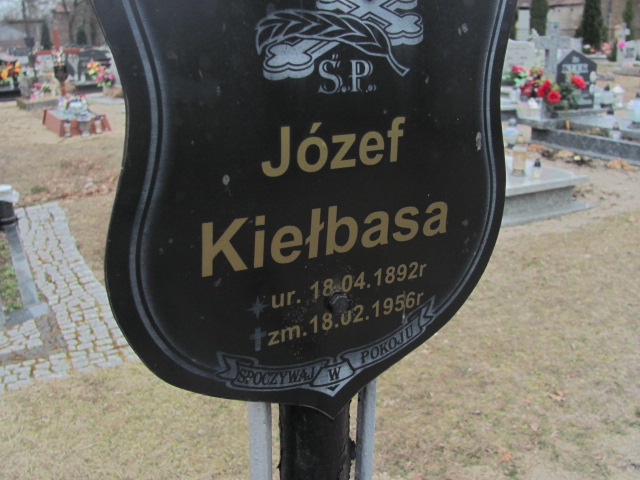 Ś.P.
Józef
Kiełbasa
ur. 18.04.1892r
zm.18.02.1956r
SPOCZYWAJ W POKOJU